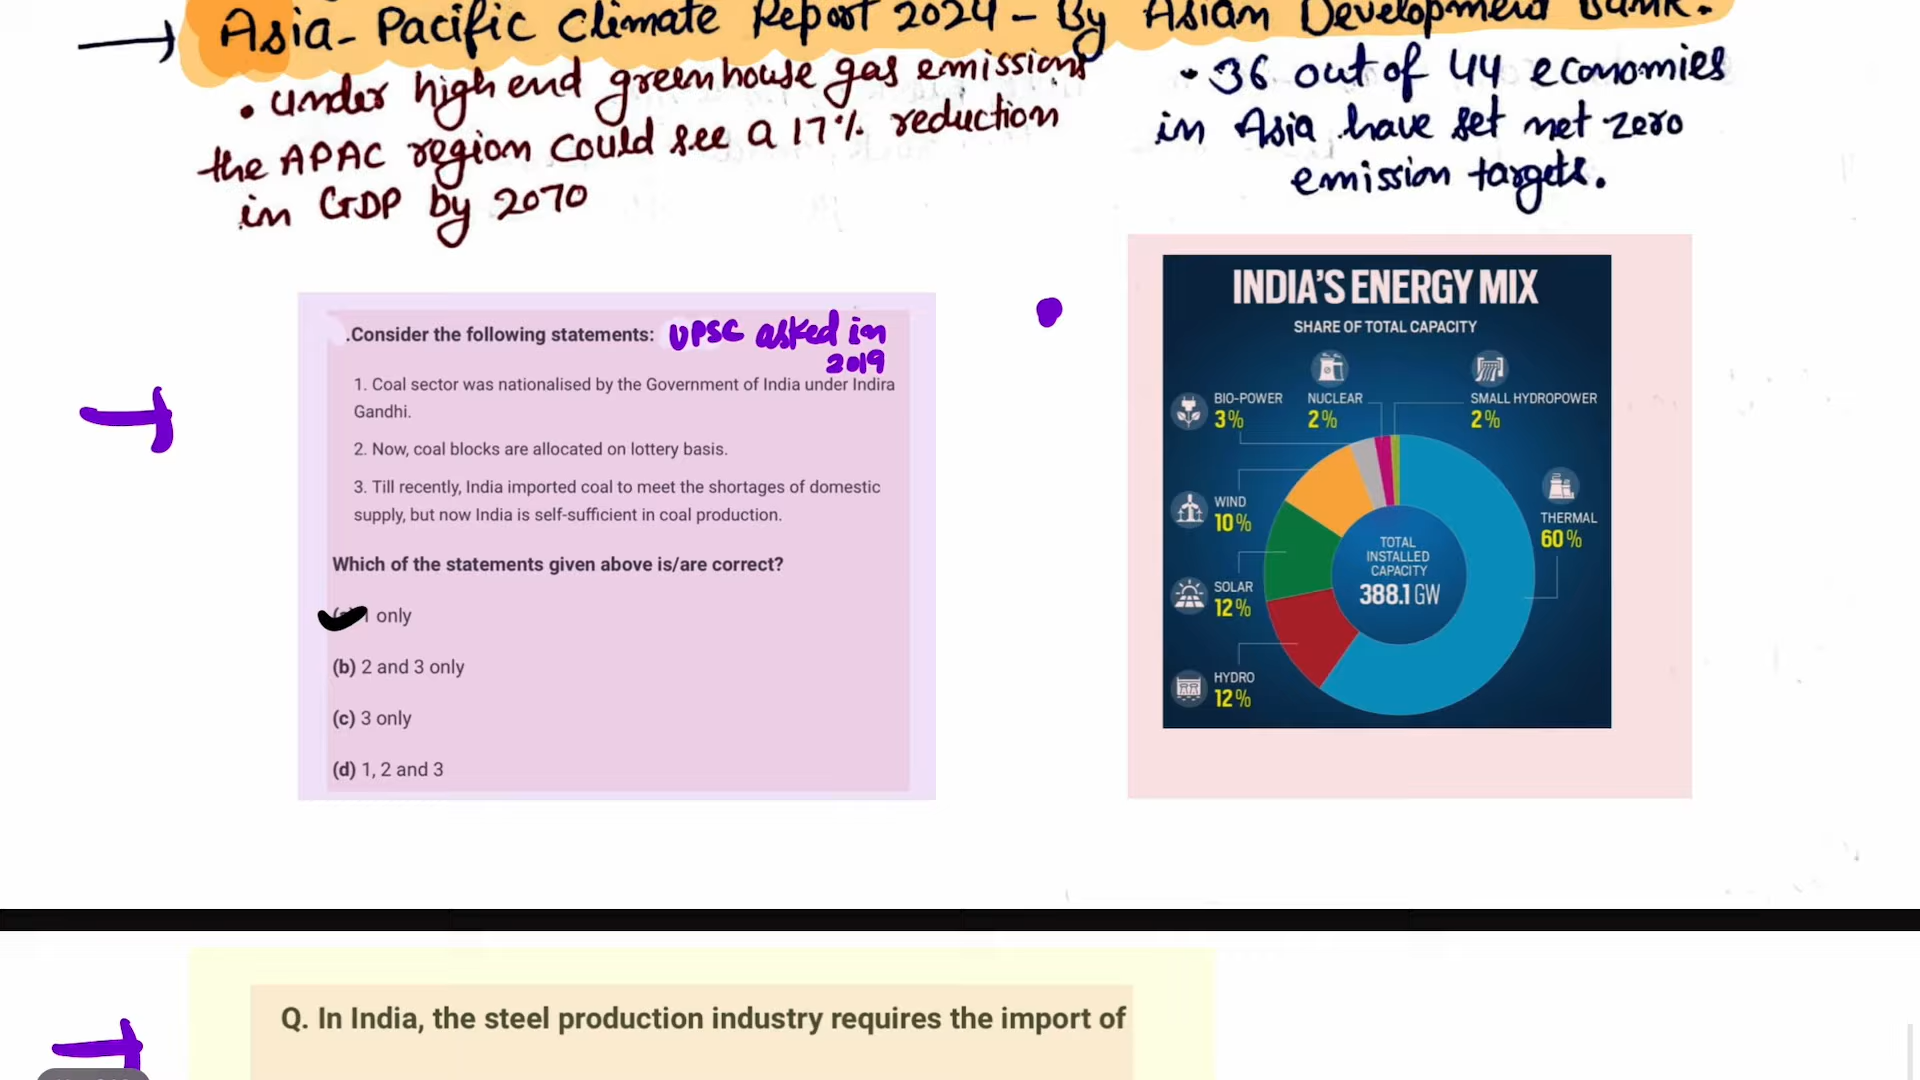 Asia-Pacific Climate Report 2024 - By Asian Development Bank.
• under high end greenhouse gas emissions
the APAC region could see a 17% reduction
in GDP by 2070
• 36 out of 44 economies
in Asia have set net zero
emission targets.
.Consider the following statements: UPSC asked in
2019
1. Coal sector was nationalised by the Government of India under Indira
Gandhi.
2. Now, coal blocks are allocated on lottery basis.
3. Till recently, India imported coal to meet the shortages of domestic
supply, but now India is self-sufficient in coal production.
Which of the statements given above is/are correct?
1 only
(b) 2 and 3 only
(c) 3 only
(d) 1, 2 and 3
INDIA'S ENERGY MIX
SHARE OF TOTAL CAPACITY
BIO-POWER
3%
NUCLEAR
2%
SMALL HYDROPOWER
2%
WIND
10%
THERMAL
60%
SOLAR
12%
HYDRO
12%
TOTAL
INSTALLED
CAPACITY
388.1 GW
Q. In India, the steel production industry requires the import of